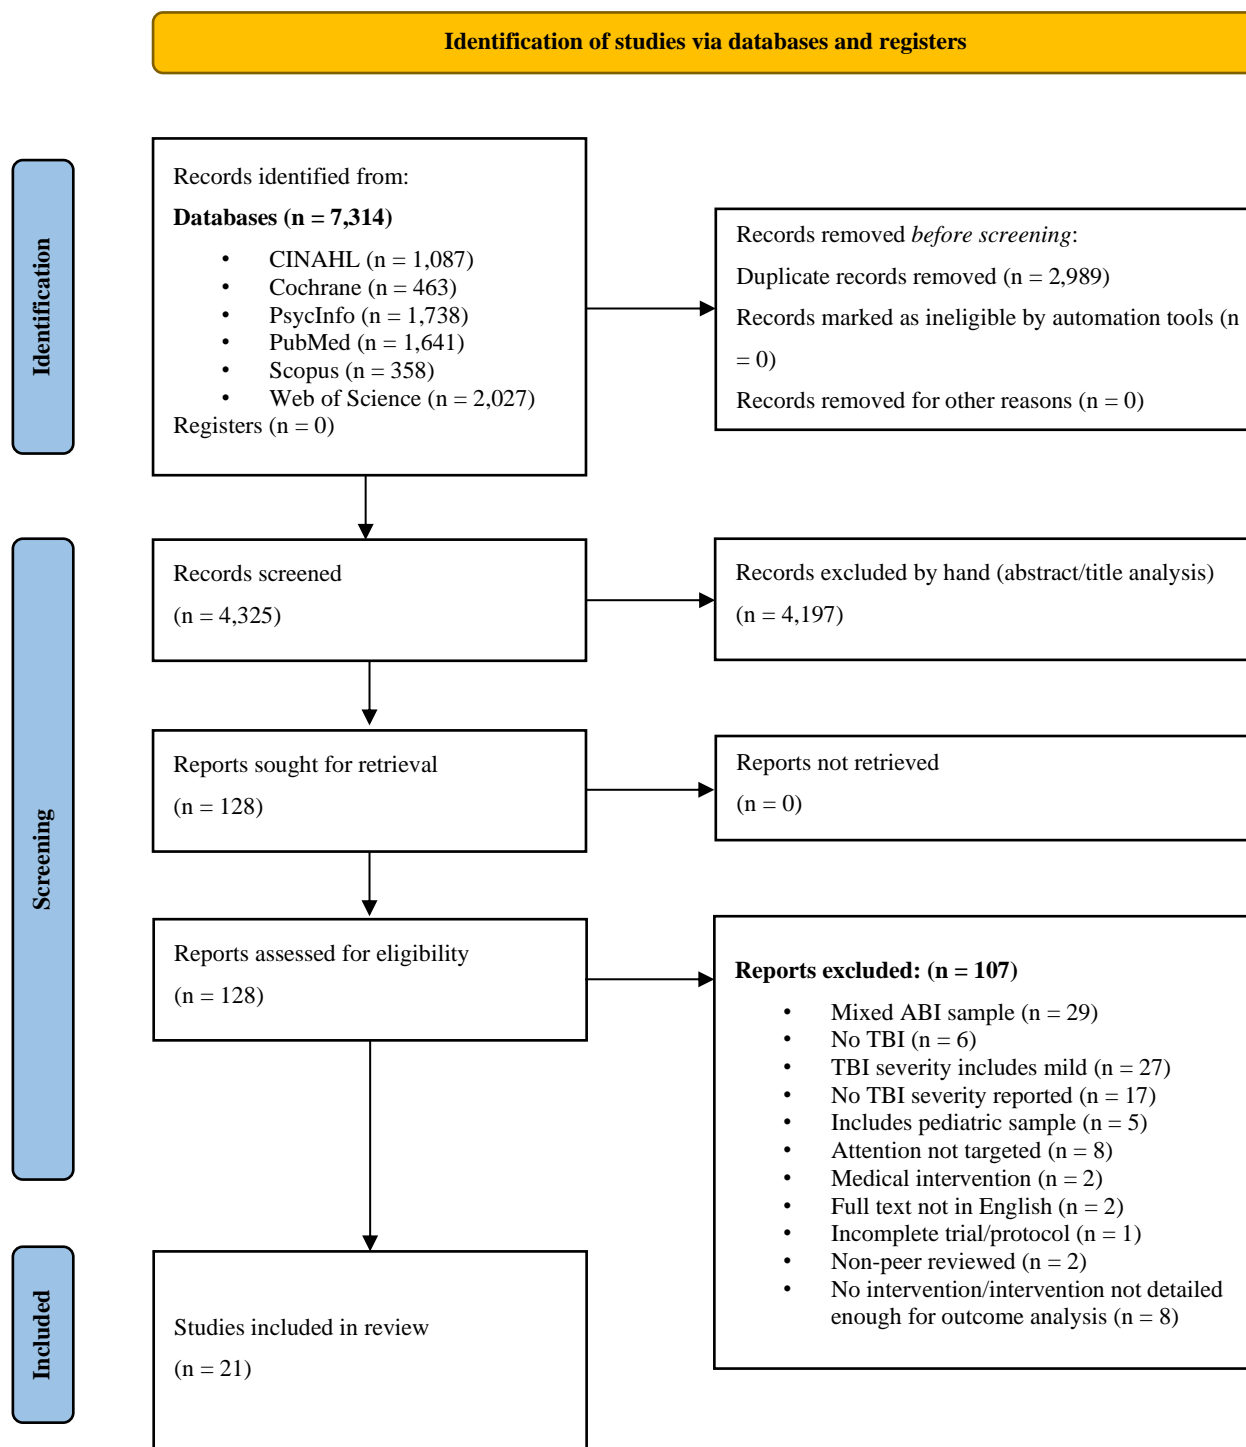 Identification of studies via databases and registers
Identification
Records identified from:
Databases (n = 7,314)
• CINAHL (n = 1,087)
• Cochrane (n = 463)
• PsycInfo (n = 1,738)
• PubMed (n = 1,641)
• Scopus (n = 358)
• Web of Science (n = 2,027)
Registers (n = 0)
Records removed before screening:
Duplicate records removed (n = 2,989)
Records marked as ineligible by automation tools (n
= 0)
Records removed for other reasons (n = 0)
Screening
Records screened
(n = 4,325)
Records excluded by hand (abstract/title analysis)
(n = 4,197)
Reports sought for retrieval
(n = 128)
Reports not retrieved
(n = 0)
Reports assessed for eligibility
(n = 128)
Reports excluded: (n = 107)
• Mixed ABI sample (n = 29)
• No TBI (n = 6)
• TBI severity includes mild (n = 27)
• No TBI severity reported (n = 17)
• Includes pediatric sample (n = 5)
• Attention not targeted (n = 8)
• Medical intervention (n = 2)
• Full text not in English (n = 2)
• Incomplete trial/protocol (n = 1)
• Non-peer reviewed (n = 2)
• No intervention/intervention not detailed
enough for outcome analysis (n = 8)
Included
Studies included in review
(n = 21)